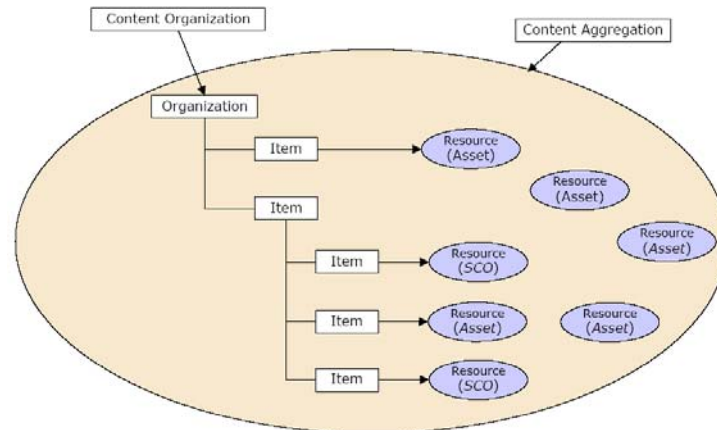 Content Organization
Content Aggregation
Organization
Item
Resource
(Asset)
Resource
(Asset)
Item
Resource
(Asset)
Item
Resource
(SCO)
Item
Resource
(Asset)
Resource
(Asset)
Item
Resource
(SCO)